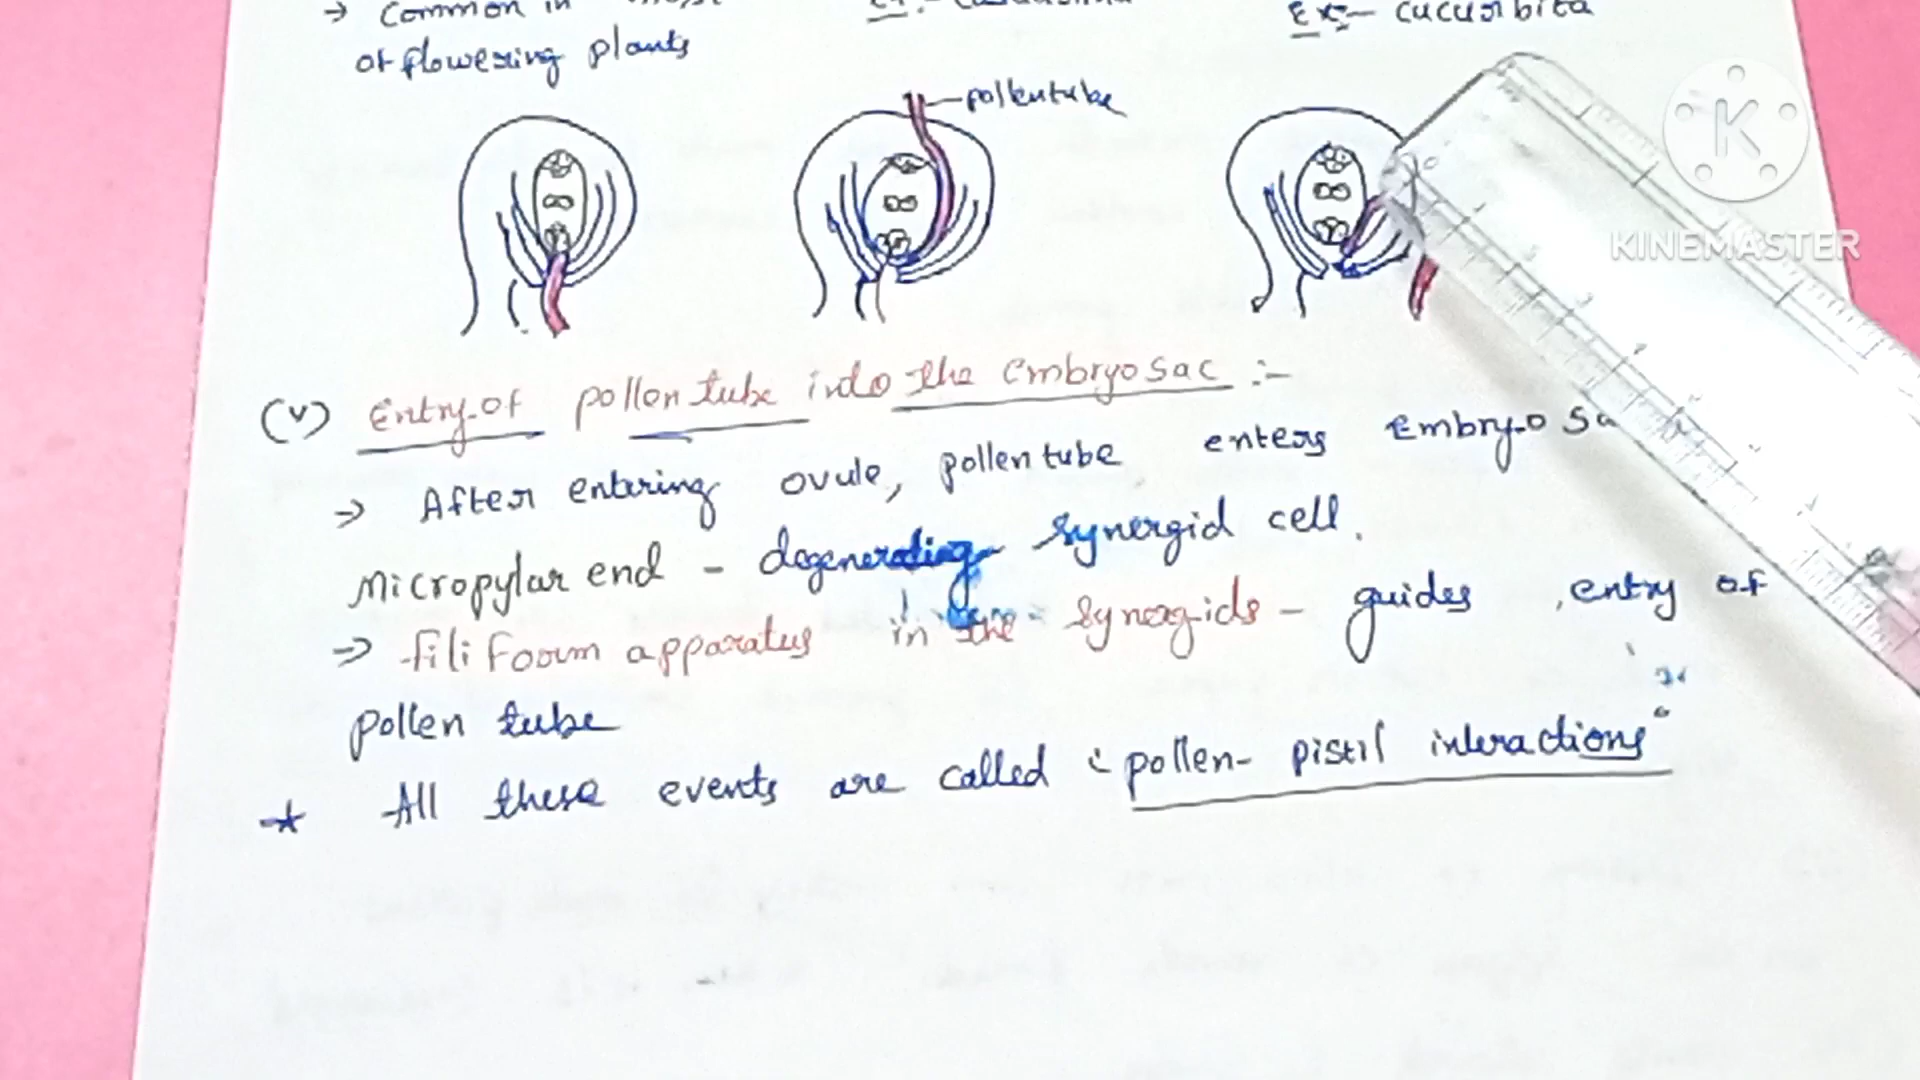 → Common in
of flowering plants
Ex:- cucurbita
pollentube
(v) Entry of pollen tube into the embryosac :-
→ After entering ovule, pollen tube enters Embryo sa
Micropylar end - degenerating synergid cell.
→ filiform apparatus in the synergids - guides entry of
pollen tube
★ All these events are called "pollen-pistil interactions"
K
KINEMASTER